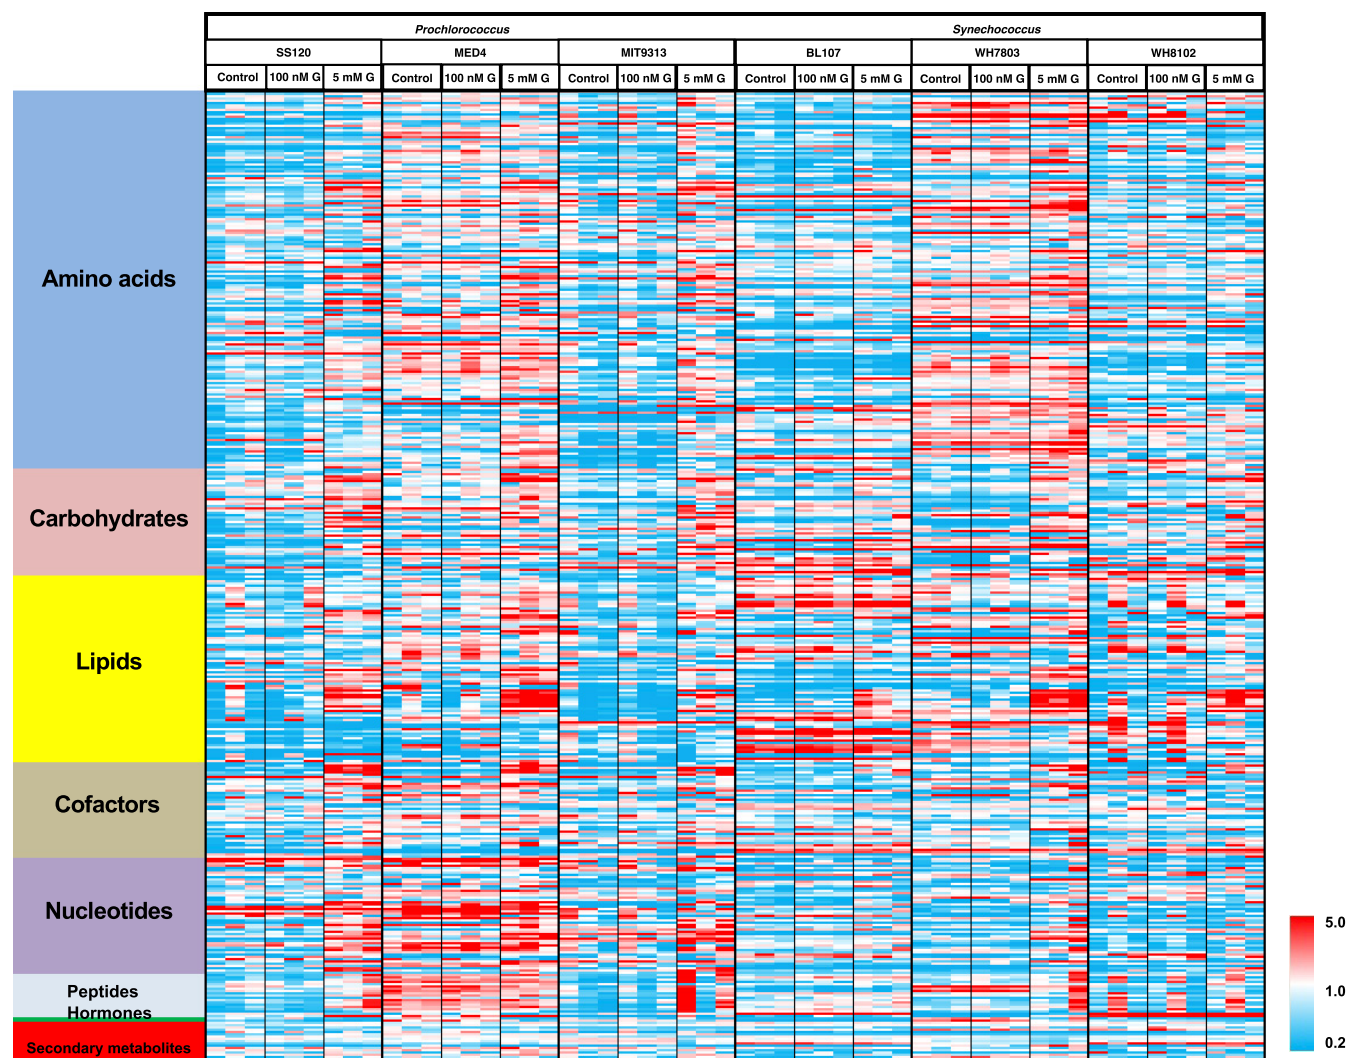 Prochlorococcus Synechococcus
SS120 MED4 MIT9313 BL107 WH7803 WH8102
Control 100 nM G 5 mM G Control 100 nM G 5 mM G Control 100 nM G 5 mM G Control 100 nM G 5 mM G Control 100 nM G 5 mM G Control 100 nM G 5 mM G
Amino acids
Carbohydrates
Lipids
Cofactors
Nucleotides
Peptides
Hormones
Secondary metabolites
5.0
1.0
0.2